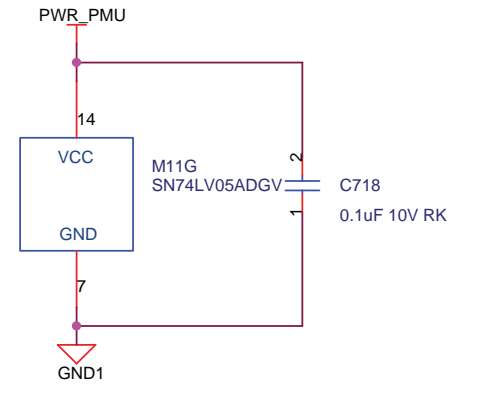 PWR_PMU
14
VCC
M11G
SN74LV05ADGV
2
C718
0.1uF 10V RK
1
GND
7
GND1